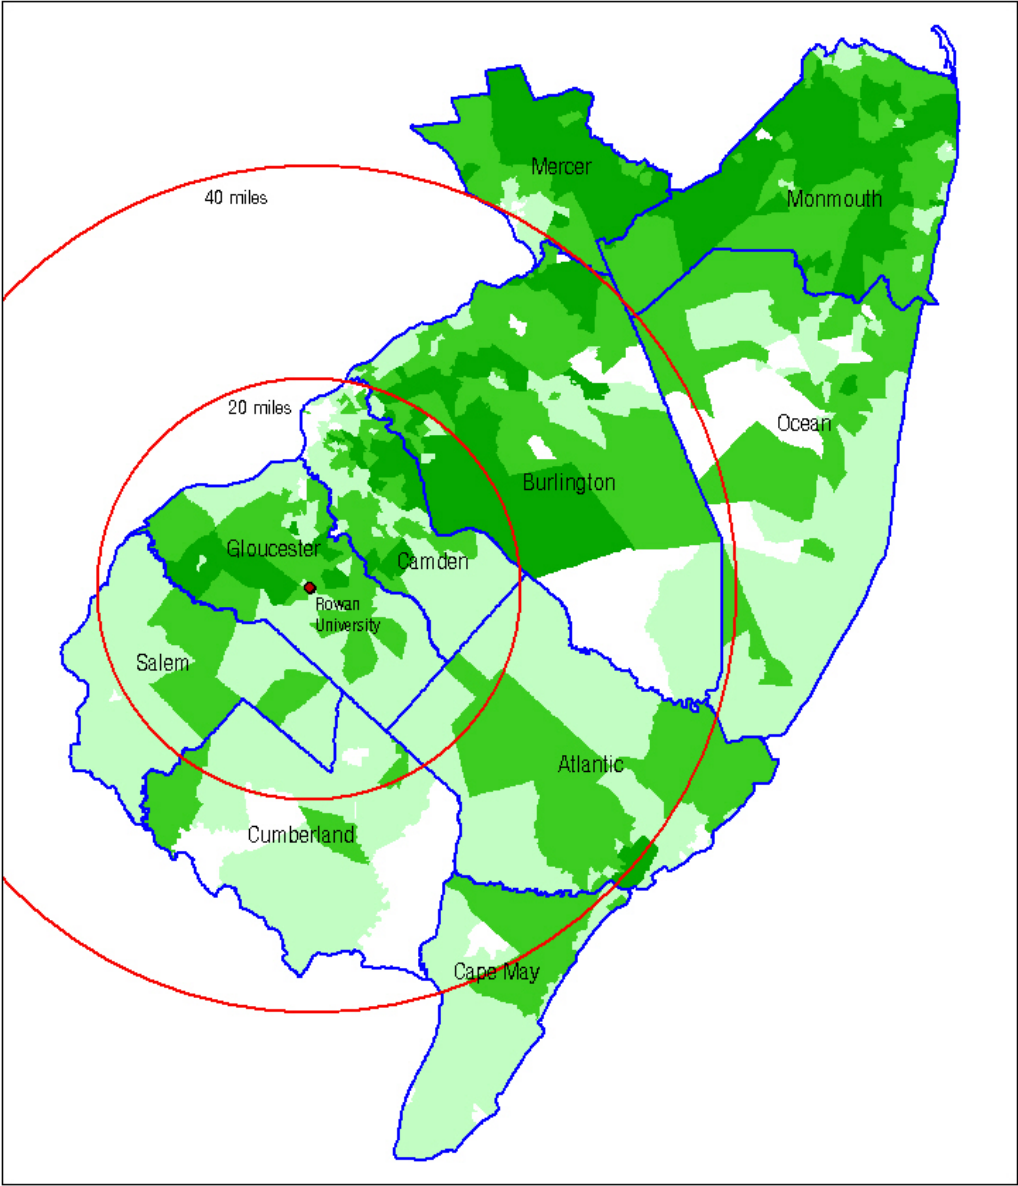 Mercer
40 miles
Monmouth
20 miles
Ocean
Burlington
Gloucester
Camden
Rowan
University
Salem
Atlantic
Cumberland
Cape May